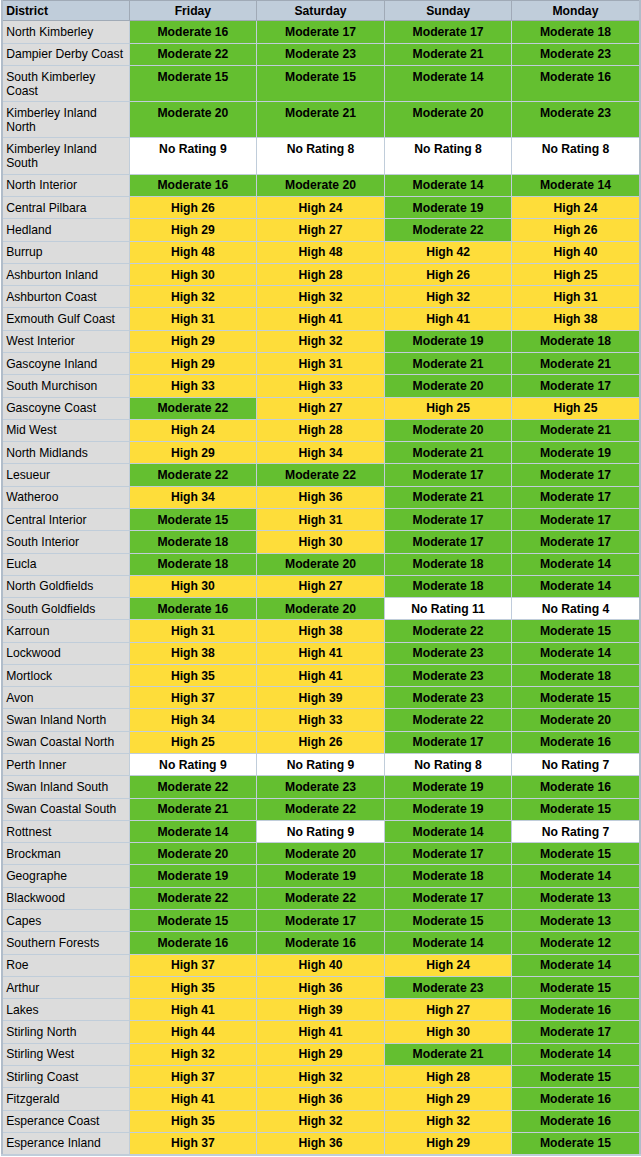 District Friday Saturday Sunday Monday
North Kimberley Moderate 16 Moderate 17 Moderate 17 Moderate 18
Dampier Derby Coast Moderate 22 Moderate 23 Moderate 21 Moderate 23
South Kimberley Moderate 15 Moderate 15 Moderate 14 Moderate 16
Coast
Kimberley Inland Moderate 20 Moderate 21 Moderate 20 Moderate 23
North
Kimberley Inland No Rating 9 No Rating 8 No Rating 8 No Rating 8
South
North Interior Moderate 16 Moderate 20 Moderate 14 Moderate 14
Central Pilbara High 26 High 24 Moderate 19 High 24
Hedland High 29 High 27 Moderate 22 High 26
Burrup High 48 High 48 High 42 High 40
Ashburton Inland High 30 High 28 High 26 High 25
Ashburton Coast High 32 High 32 High 32 High 31
Exmouth Gulf Coast High 31 High 41 High 41 High 38
West Interior High 29 High 32 Moderate 19 Moderate 18
Gascoyne Inland High 29 High 31 Moderate 21 Moderate 21
South Murchison High 33 High 33 Moderate 20 Moderate 17
Gascoyne Coast Moderate 22 High 27 High 25 High 25
Mid West High 24 High 28 Moderate 20 Moderate 21
North Midlands High 29 High 34 Moderate 21 Moderate 19
Lesueur Moderate 22 Moderate 22 Moderate 17 Moderate 17
Watheroo High 34 High 36 Moderate 21 Moderate 17
Central Interior Moderate 15 High 31 Moderate 17 Moderate 17
South Interior Moderate 18 High 30 Moderate 17 Moderate 17
Eucla Moderate 18 Moderate 20 Moderate 18 Moderate 14
North Goldfields High 30 High 27 Moderate 18 Moderate 14
South Goldfields Moderate 16 Moderate 20 No Rating 11 No Rating 4
Karroun High 31 High 38 Moderate 22 Moderate 15
Lockwood High 38 High 41 Moderate 23 Moderate 14
Mortlock High 35 High 41 Moderate 23 Moderate 18
Avon High 37 High 39 Moderate 23 Moderate 15
Swan Inland North High 34 High 33 Moderate 22 Moderate 20
Swan Coastal North High 25 High 26 Moderate 17 Moderate 16
Perth Inner No Rating 9 No Rating 9 No Rating 8 No Rating 7
Swan Inland South Moderate 22 Moderate 23 Moderate 19 Moderate 16
Swan Coastal South Moderate 21 Moderate 22 Moderate 19 Moderate 15
Rottnest Moderate 14 No Rating 9 Moderate 14 No Rating 7
Brockman Moderate 20 Moderate 20 Moderate 17 Moderate 15
Geographe Moderate 19 Moderate 19 Moderate 18 Moderate 14
Blackwood Moderate 22 Moderate 22 Moderate 17 Moderate 13
Capes Moderate 15 Moderate 17 Moderate 15 Moderate 13
Southern Forests Moderate 16 Moderate 16 Moderate 14 Moderate 12
Roe High 37 High 40 High 24 Moderate 14
Arthur High 35 High 36 Moderate 23 Moderate 15
Lakes High 41 High 39 High 27 Moderate 16
Stirling North High 44 High 41 High 30 Moderate 17
Stirling West High 32 High 29 Moderate 21 Moderate 14
Stirling Coast High 37 High 32 High 28 Moderate 15
Fitzgerald High 41 High 36 High 29 Moderate 16
Esperance Coast High 35 High 32 High 32 Moderate 16
Esperance Inland High 37 High 36 High 29 Moderate 15